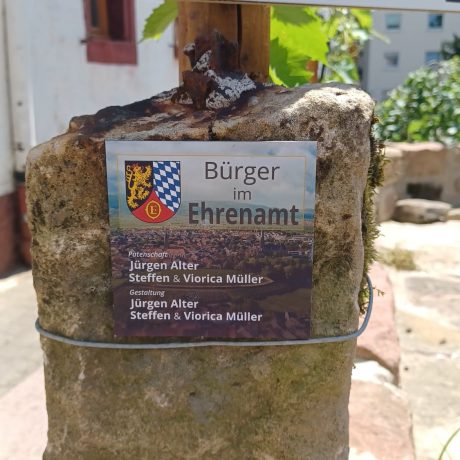 Bürger
im
Ehrenamt
Patenschaft
Jürgen Alter
Steffen & Viorica Müller
Gestaltung
Jürgen Alter
Steffen & Viorica Müller